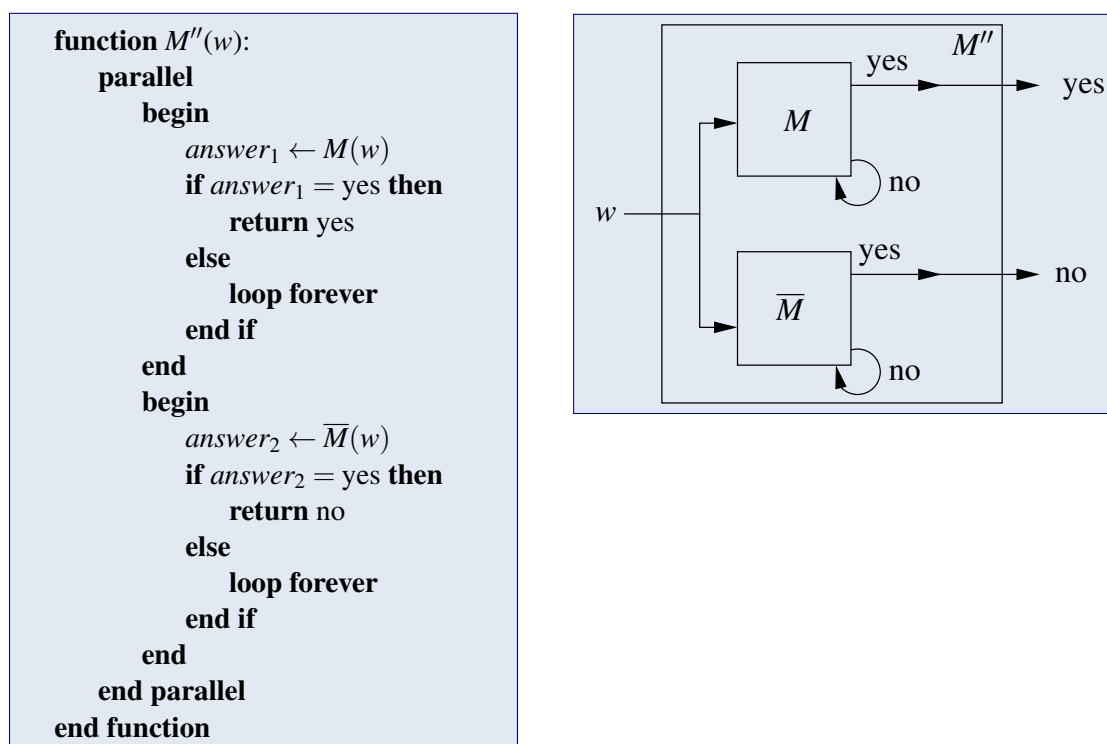 function M″(w):
parallel
begin
answer₁ ← M(w)
if answer₁ = yes then
return yes
else
loop forever
end if
end
begin
answer₂ ← M̅(w)
if answer₂ = yes then
return no
else
loop forever
end if
end
end parallel
end function
M″
yes
yes
M
no
w
yes
no
M̅
no